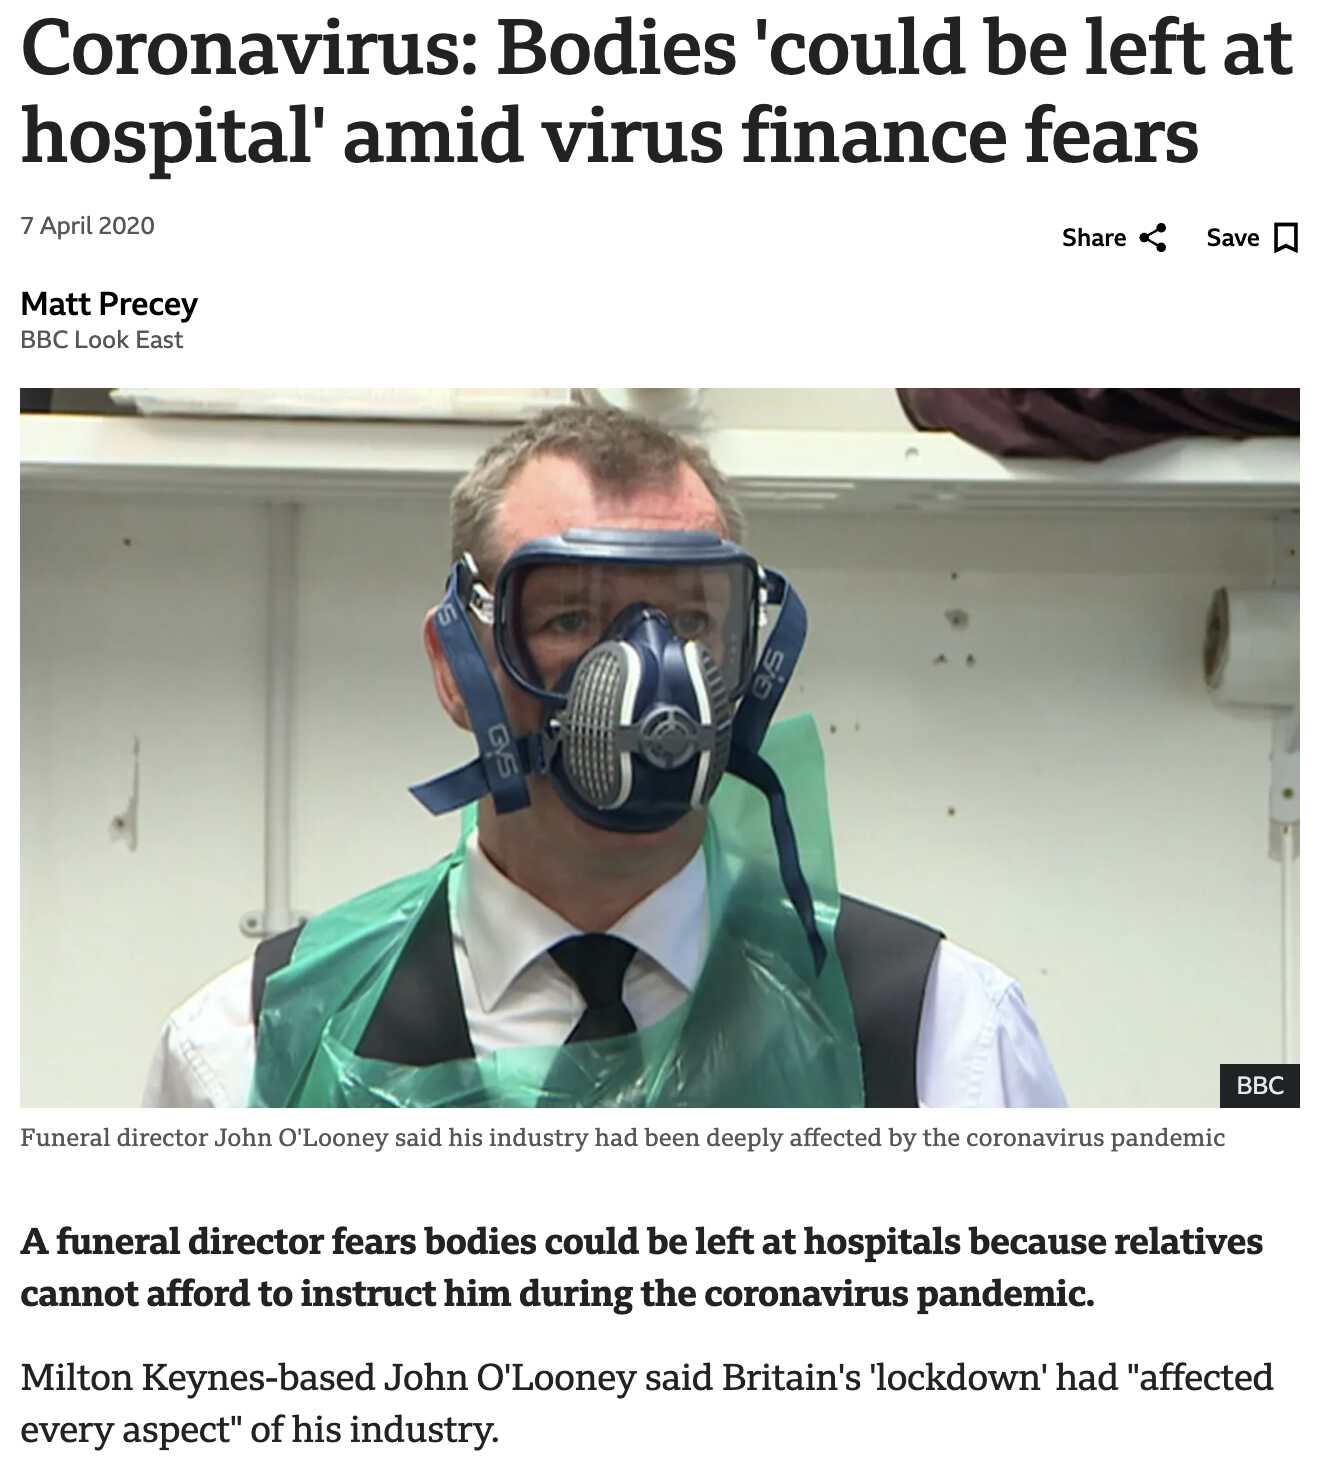 Coronavirus: Bodies 'could be left at
hospital' amid virus finance fears
7 April 2020
Share
Save
Matt Precey
BBC Look East
GVS
GVS
BBC
Funeral director John O'Looney said his industry had been deeply affected by the coronavirus pandemic
A funeral director fears bodies could be left at hospitals because relatives
cannot afford to instruct him during the coronavirus pandemic.
Milton Keynes-based John O'Looney said Britain's 'lockdown' had "affected
every aspect" of his industry.